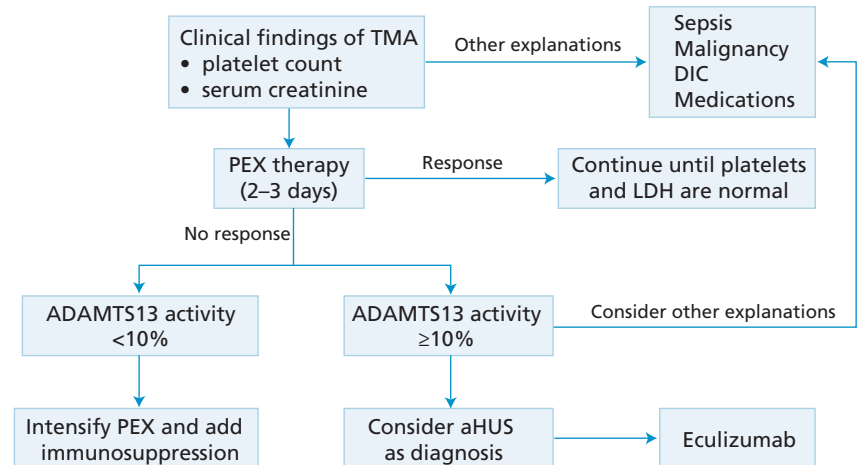 Clinical findings of TMA
• platelet count
• serum creatinine
Other explanations
Sepsis
Malignancy
DIC
Medications
PEX therapy
(2–3 days)
Response
Continue until platelets
and LDH are normal
No response
ADAMTS13 activity
<10%
ADAMTS13 activity
≥10%
Consider other explanations
Intensify PEX and add
immunosuppression
Consider aHUS
as diagnosis
Eculizumab